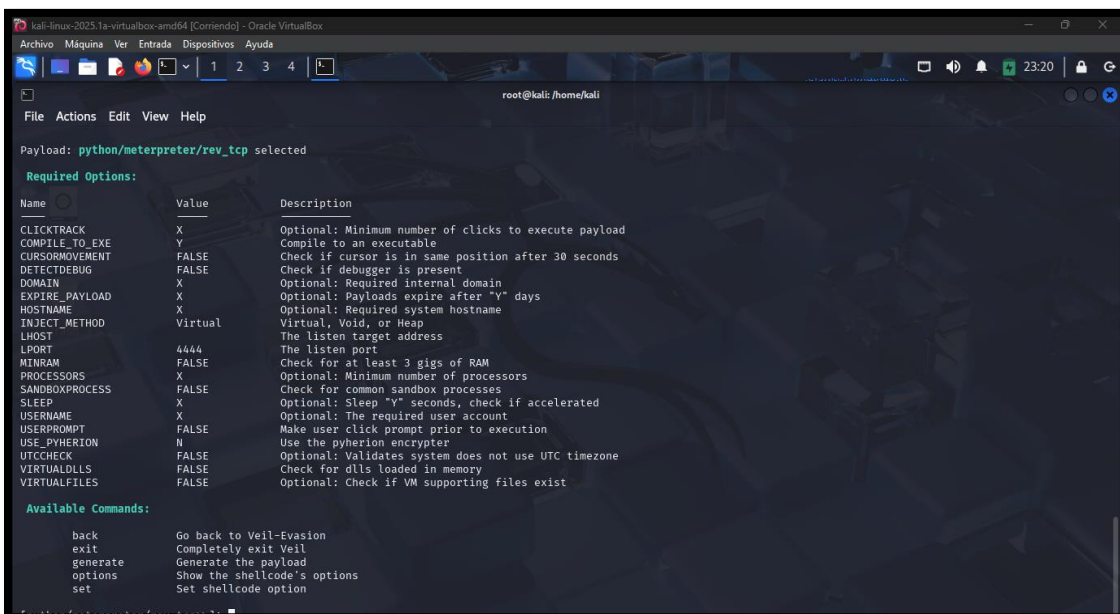 kali-linux-2025.1a-virtualbox-amd64 [Corriendo] - Oracle VirtualBox
Archivo Máquina Ver Entrada Dispositivos Ayuda
1 2 3 4 23:20
root@kali: /home/kali
File Actions Edit View Help
Payload: python/meterpreter/rev_tcp selected
Required Options:
Name Value Description
CLICKTRACK X Optional: Minimum number of clicks to execute payload
COMPILE_TO_EXE Y Compile to an executable
CURSORMOVEMENT FALSE Check if cursor is in same position after 30 seconds
DETECTDEBUG FALSE Check if debugger is present
DOMAIN X Optional: Required internal domain
EXPIRE_PAYLOAD X Optional: Payloads expire after "Y" days
HOSTNAME X Optional: Required system hostname
INJECT_METHOD Virtual Virtual, Void, or Heap
LHOST The listen target address
LPORT 4444 The listen port
MINRAM FALSE Check for at least 3 gigs of RAM
PROCESSORS X Optional: Minimum number of processors
SANDBOXPROCESS FALSE Check for common sandbox processes
SLEEP X Optional: Sleep "Y" seconds, check if accelerated
USERNAME X Optional: The required user account
USERPROMPT FALSE Make user click prompt prior to execution
USE_PYHERION N Use the pyherion encrypter
UTCCHECK FALSE Optional: Validates system does not use UTC timezone
VIRTUALDLLS FALSE Check for dlls loaded in memory
VIRTUALFILES FALSE Optional: Check if VM supporting files exist
Available Commands:
back Go back to Veil-Evasion
exit Completely exit Veil
generate Generate the payload
options Show the shellcode's options
set Set shellcode option